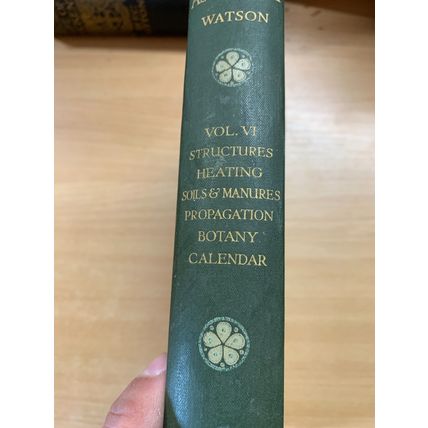 WATSON
VOL. VI
STRUCTURES
HEATING
SOILS & MANURES
PROPAGATION
BOTANY
CALENDAR